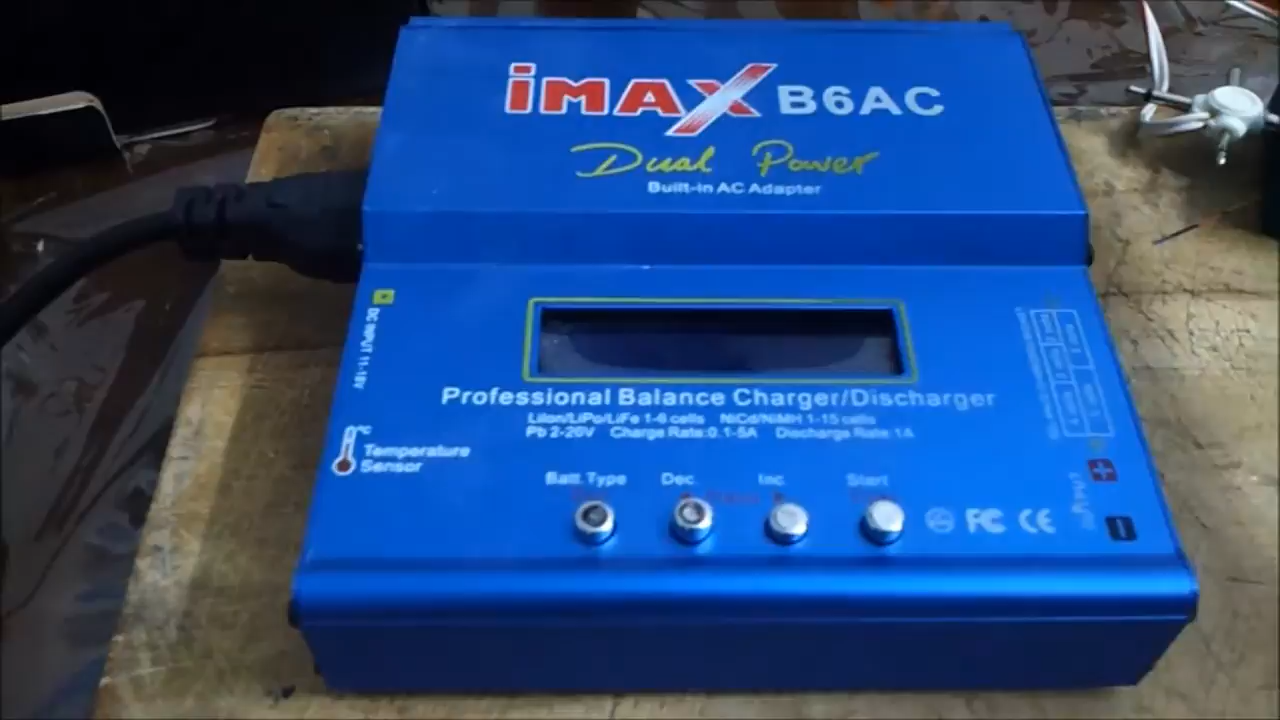 iMAX B6AC
Dual Power
Built-in AC Adapter
DC INPUT 11-18V
Professional Balance Charger/Discharger
LiIon/LiPo/LiFe 1-6 cells NiCd/NiMH 1-15 cells
Pb 2-20V Charge Rate:0.1-5A Discharge Rate:1A
°C
Temperature
Sensor
Batt.Type Dec. Inc. Start
FC CE
+